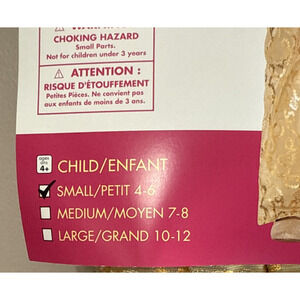 CHOKING HAZARD
Small Parts.
Not for children under 3 years
⚠ ATTENTION :
RISQUE D'ÉTOUFFEMENT
Petites Pièces. Ne convient pas
aux enfants de moins de 3 ans.
ages
4+
CHILD/ENFANT
SMALL/PETIT 4-6
MEDIUM/MOYEN 7-8
LARGE/GRAND 10-12